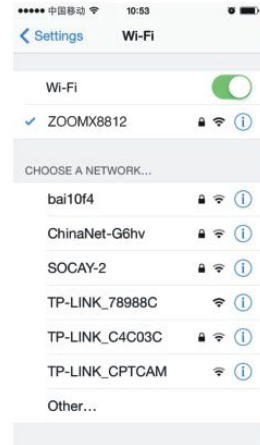 中国移动 10:53
Settings Wi-Fi
Wi-Fi
ZOOMX8812
CHOOSE A NETWORK...
bai10f4
ChinaNet-G6hv
SOCAY-2
TP-LINK_78988C
TP-LINK_C4C03C
TP-LINK_CPTCAM
Other...